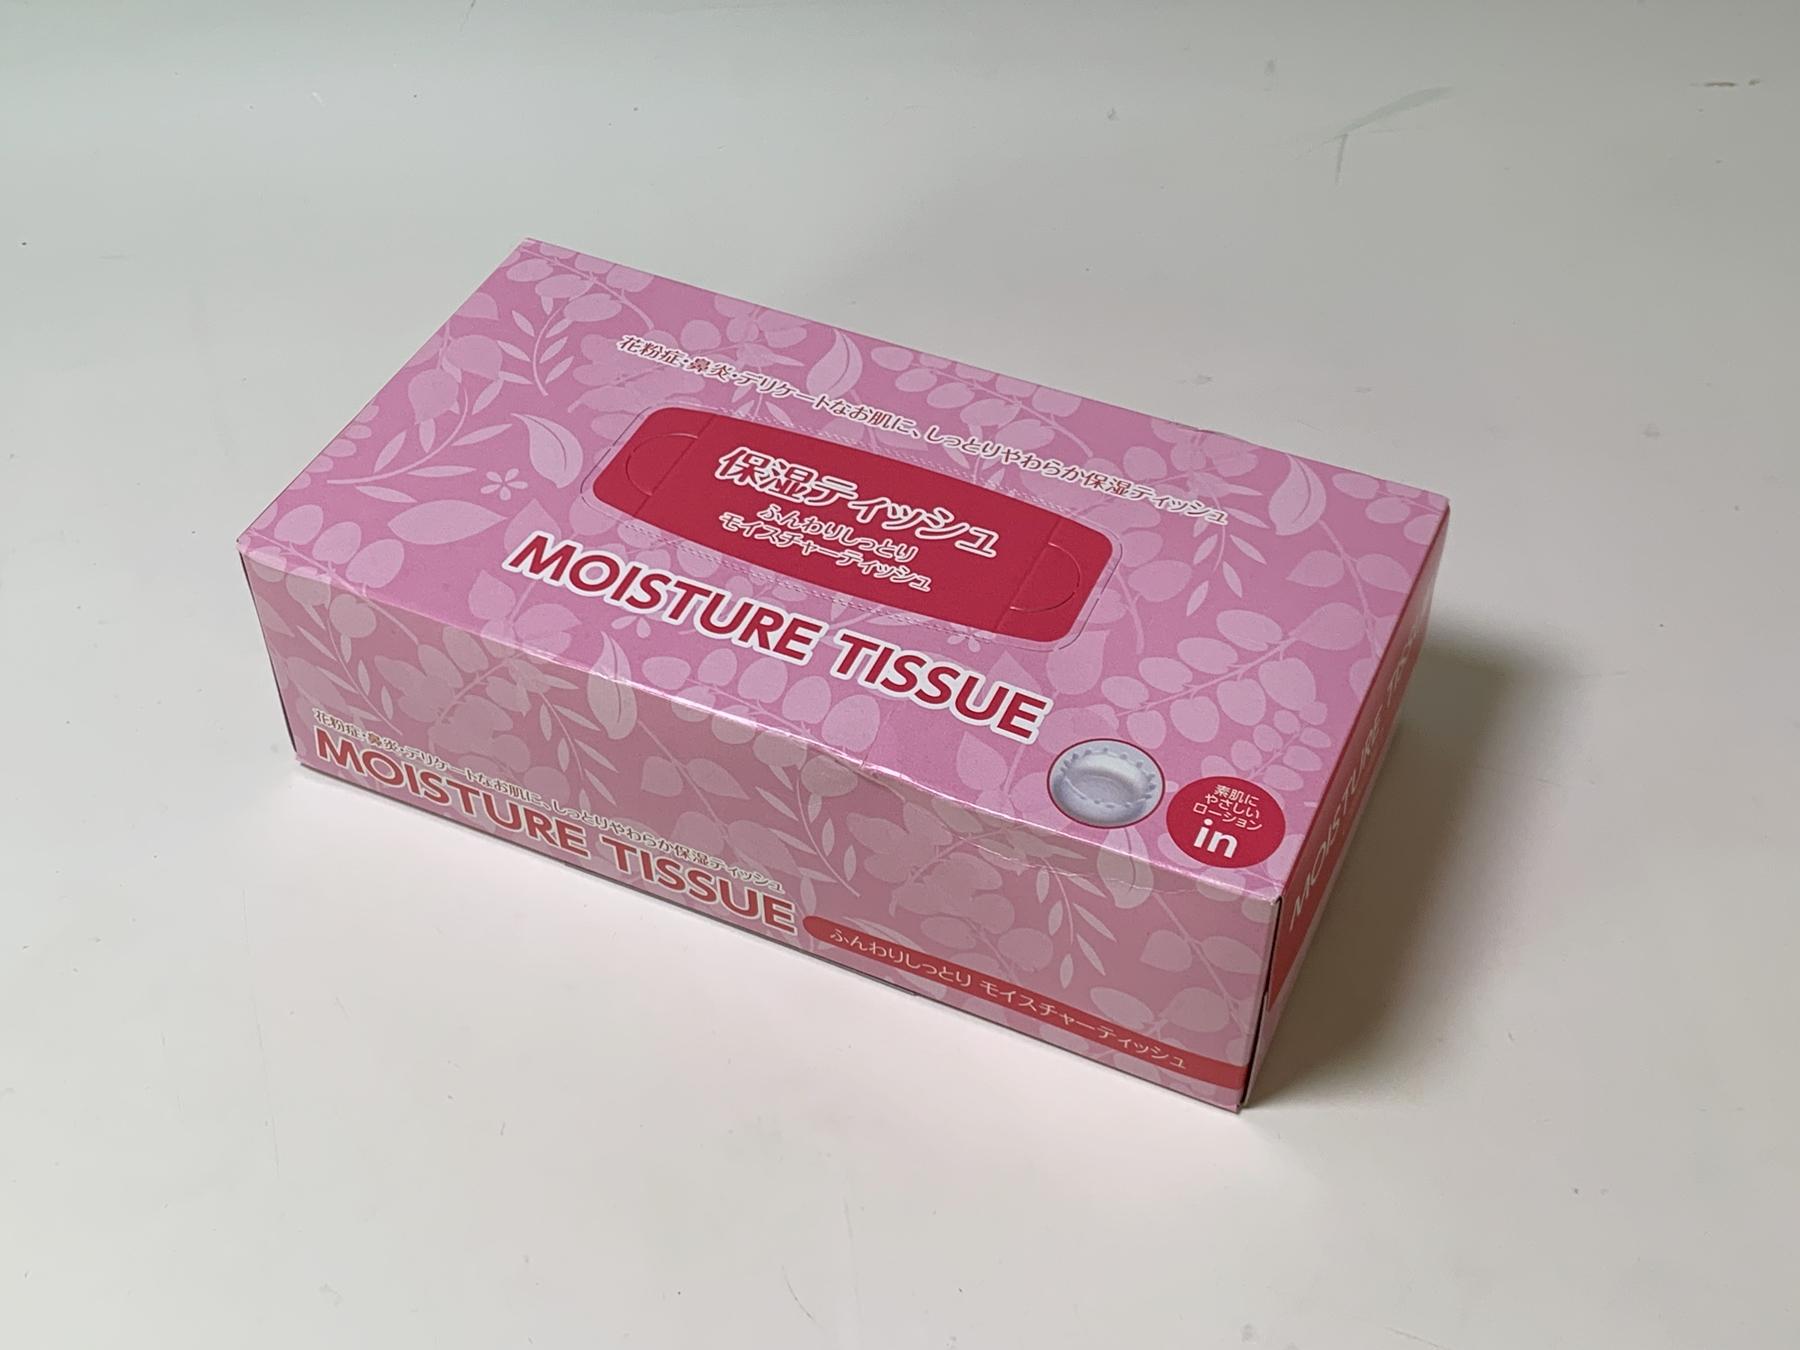 花粉症・鼻炎・デリケートなお肌に、しっとりやわらか保湿ティッシュ
保湿ティッシュ
ふんわりしっとり
モイスチャーティッシュ
MOISTURE TISSUE
素肌に
やさしい
ローション
in
花粉症・鼻炎・デリケートなお肌に、しっとりやわらか保湿ティッシュ
MOISTURE TISSUE
ふんわりしっとり モイスチャーティッシュ
MOISTURE TISSUE